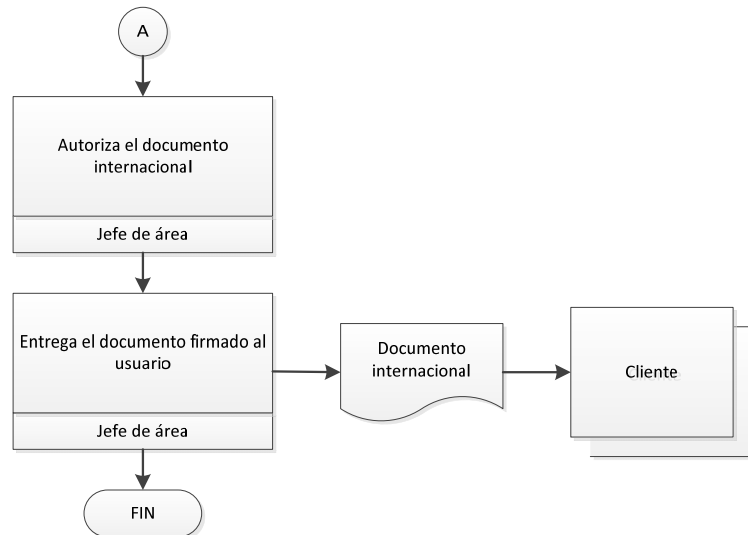 A
Autoriza el documento
internacional
Jefe de área
Entrega el documento firmado al
usuario
Jefe de área
Documento
internacional
Cliente
FIN